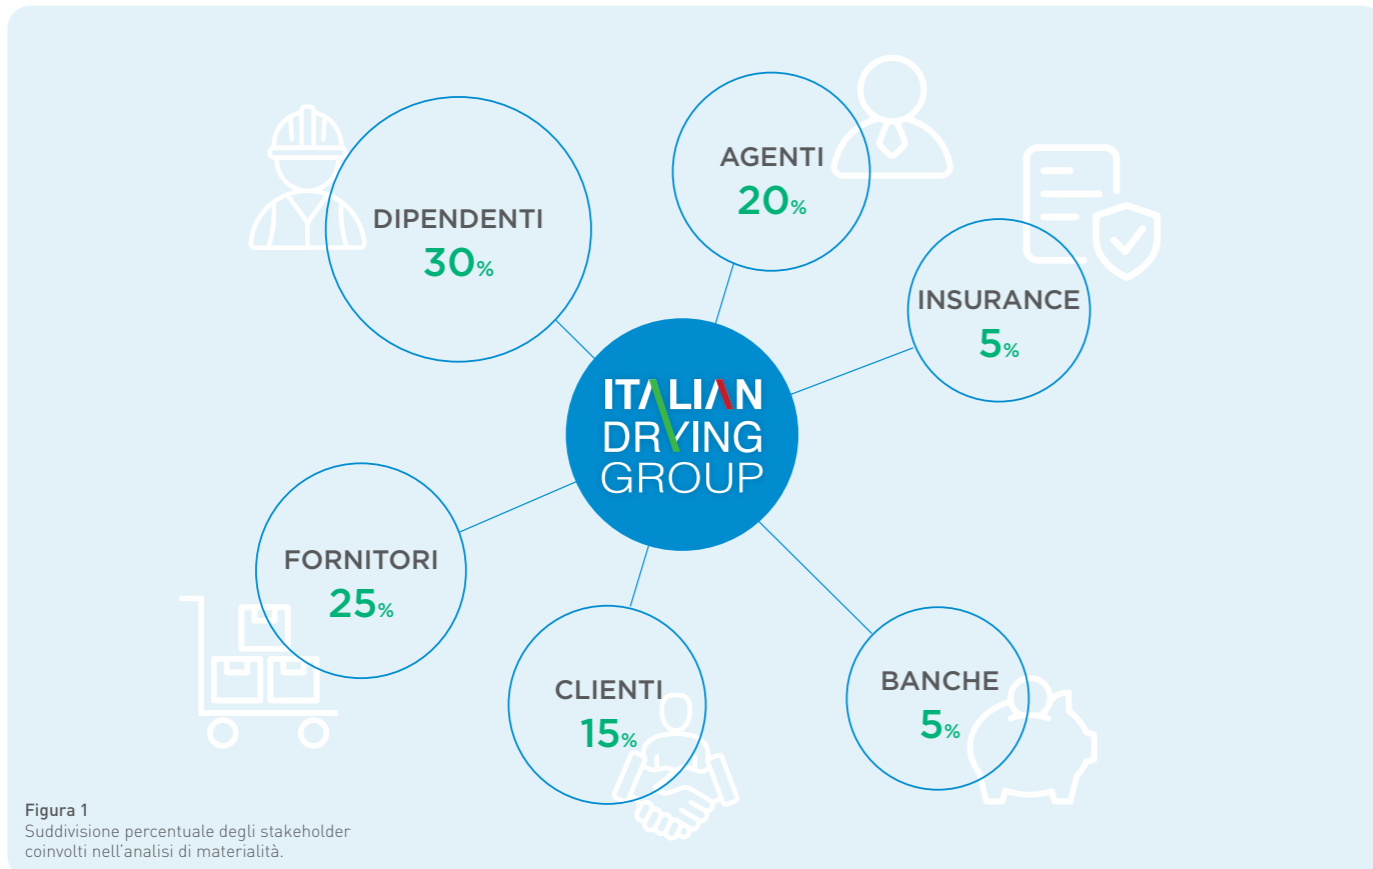 AGENTI
20%
DIPENDENTI
30%
INSURANCE
5%
ITALIAN
DRYING
GROUP
FORNITORI
25%
CLIENTI
15%
BANCHE
5%
Figura 1
Suddivisione percentuale degli stakeholder
coinvolti nell'analisi di materialità.